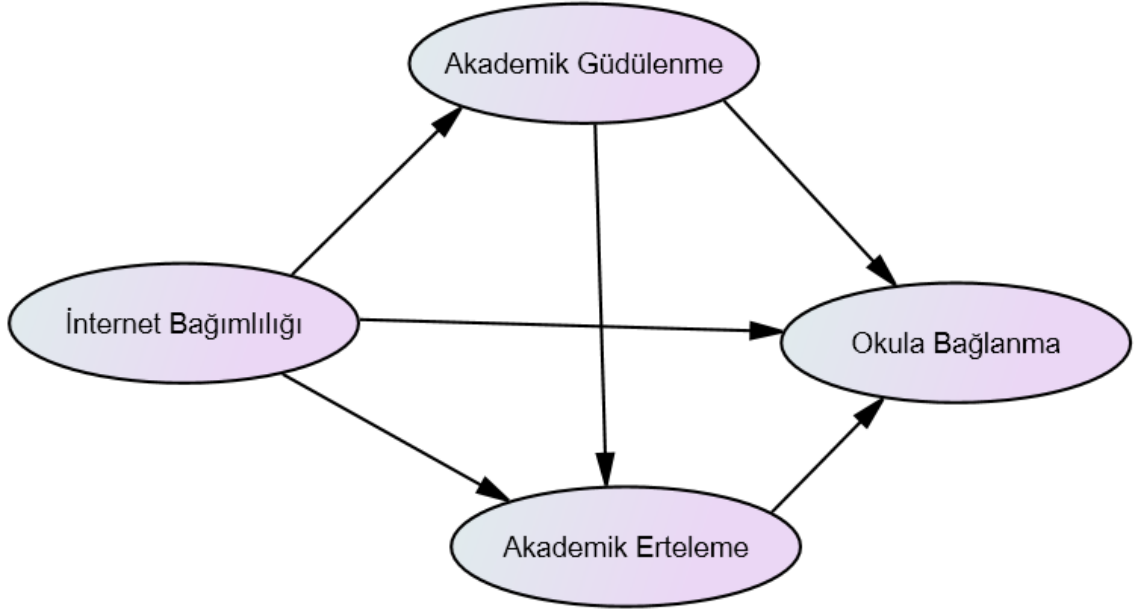 Akademik Güdülenme
İnternet Bağımlılığı
Okula Bağlanma
Akademik Erteleme